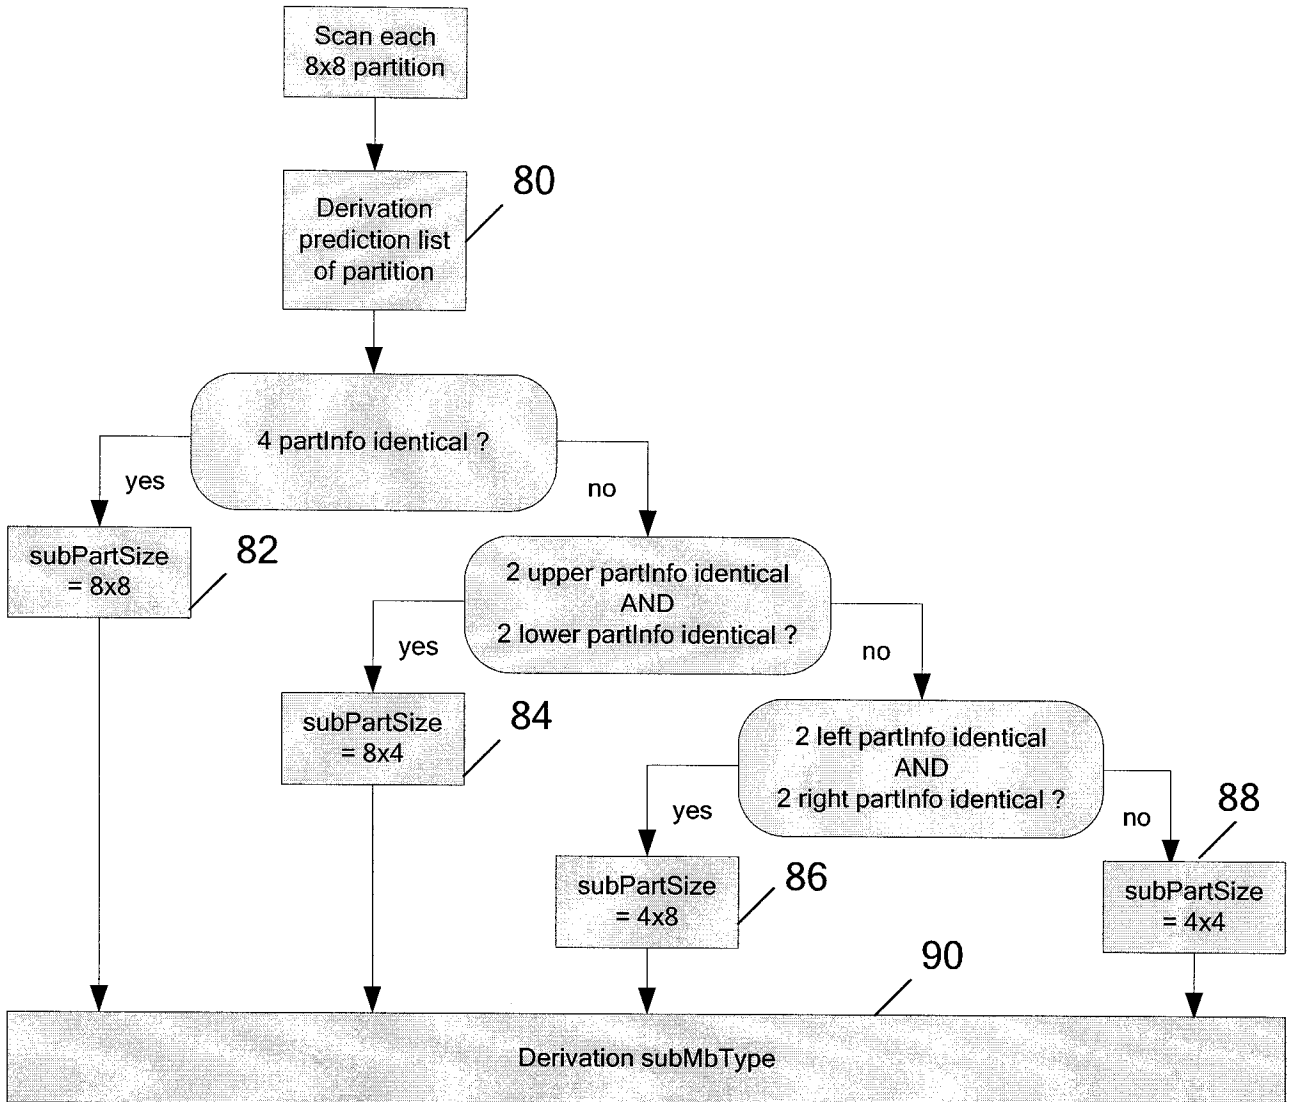 Scan each
8x8 partition
80
Derivation
prediction list
of partition
4 partInfo identical ?
yes
no
subPartSize
= 8x8
82
2 upper partInfo identical
AND
2 lower partInfo identical ?
yes
no
subPartSize
= 8x4
84
2 left partInfo identical
AND
2 right partInfo identical ?
yes
no
88
subPartSize
= 4x8
86
subPartSize
= 4x4
90
Derivation subMbType